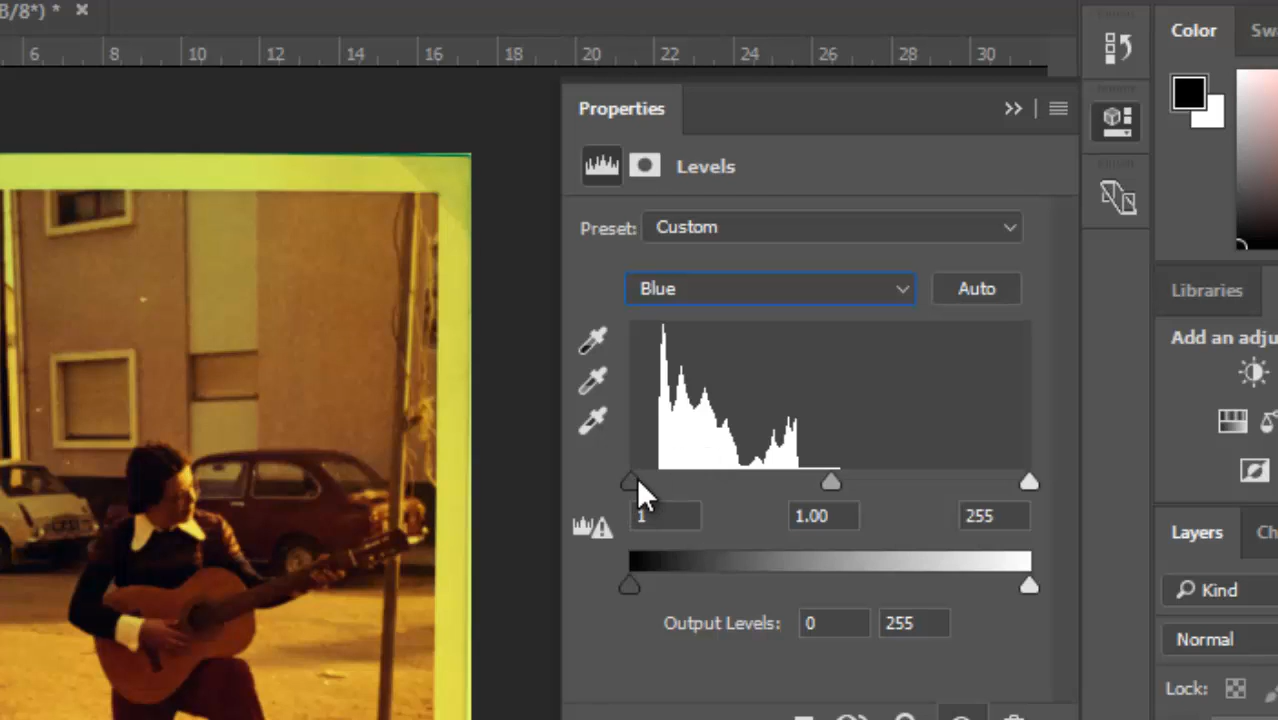 B/8*) *
6 8 10 12 14 16 18 20 22 24 26 28 30
Color Sw
Properties
Levels
Preset: Custom
Blue Auto
Libraries
Add an adju
1 1.00 255
Output Levels: 0 255
Layers Ch
Kind
Normal
Lock: